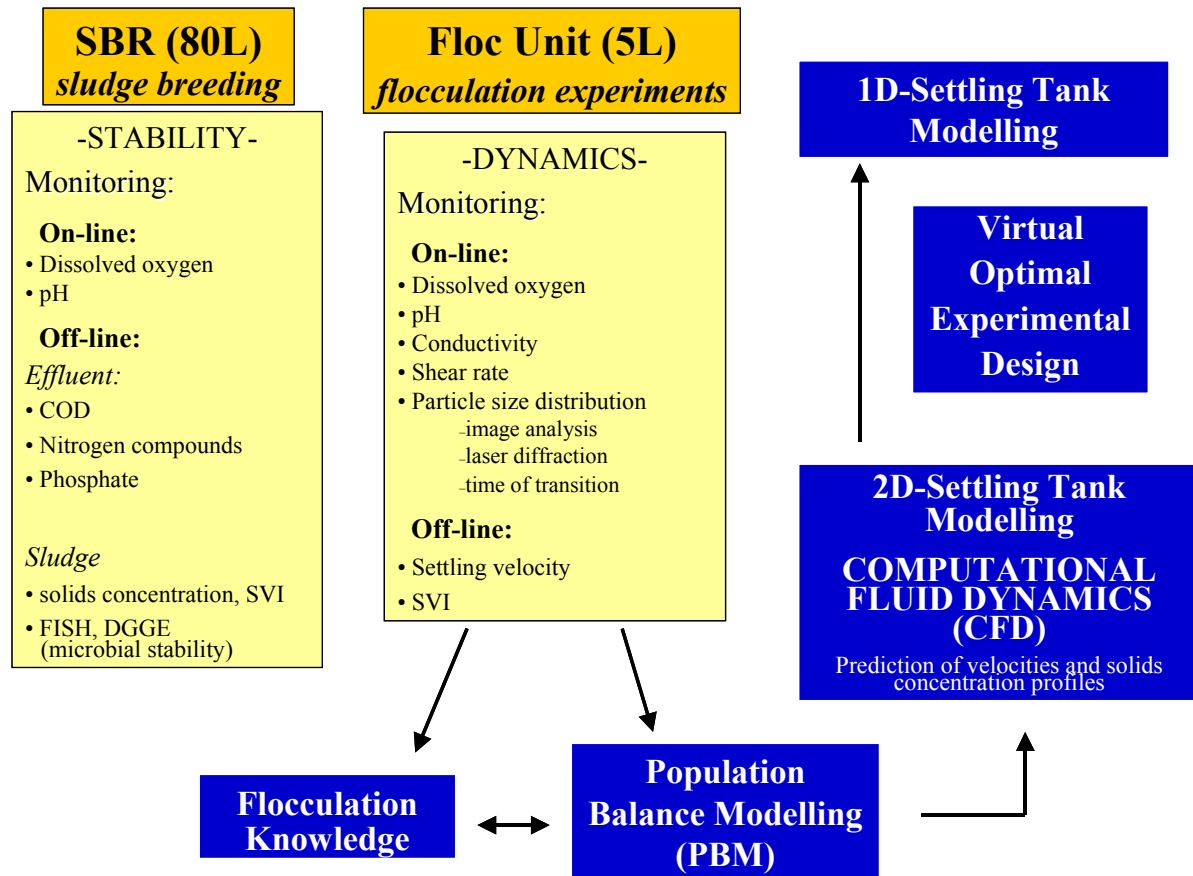 SBR (80L)
sludge breeding
-STABILITY-
Monitoring:
On-line:
• Dissolved oxygen
• pH
Off-line:
Effluent:
• COD
• Nitrogen compounds
• Phosphate
Sludge
• solids concentration, SVI
• FISH, DGGE
(microbial stability)
Floc Unit (5L)
flocculation experiments
-DYNAMICS-
Monitoring:
On-line:
• Dissolved oxygen
• pH
• Conductivity
• Shear rate
• Particle size distribution
-image analysis
-laser diffraction
-time of transition
Off-line:
• Settling velocity
• SVI
1D-Settling Tank
Modelling
Virtual
Optimal
Experimental
Design
2D-Settling Tank
Modelling
COMPUTATIONAL
FLUID DYNAMICS
(CFD)
Prediction of velocities and solids
concentration profiles
Flocculation
Knowledge
Population
Balance Modelling
(PBM)